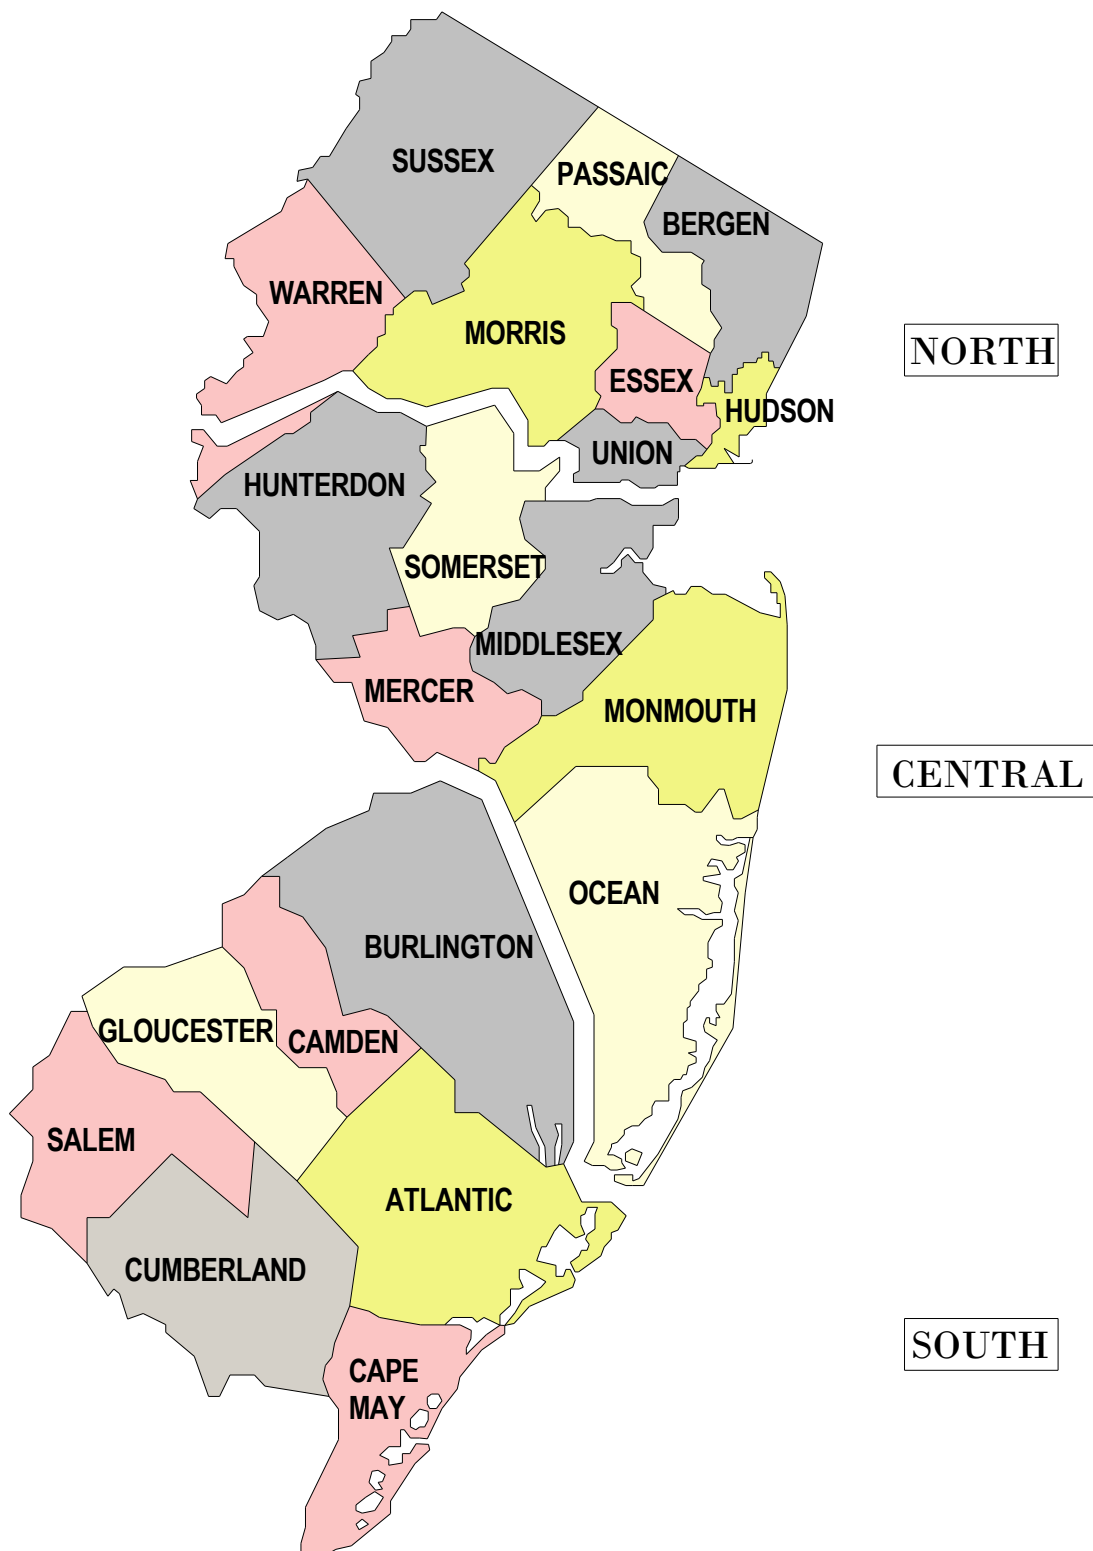 SUSSEX
PASSAIC
BERGEN
WARREN
MORRIS
NORTH
ESSEX
HUDSON
UNION
HUNTERDON
SOMERSET
MIDDLESEX
MERCER
MONMOUTH
CENTRAL
OCEAN
BURLINGTON
GLOUCESTER
CAMDEN
SALEM
ATLANTIC
CUMBERLAND
SOUTH
CAPE
MAY